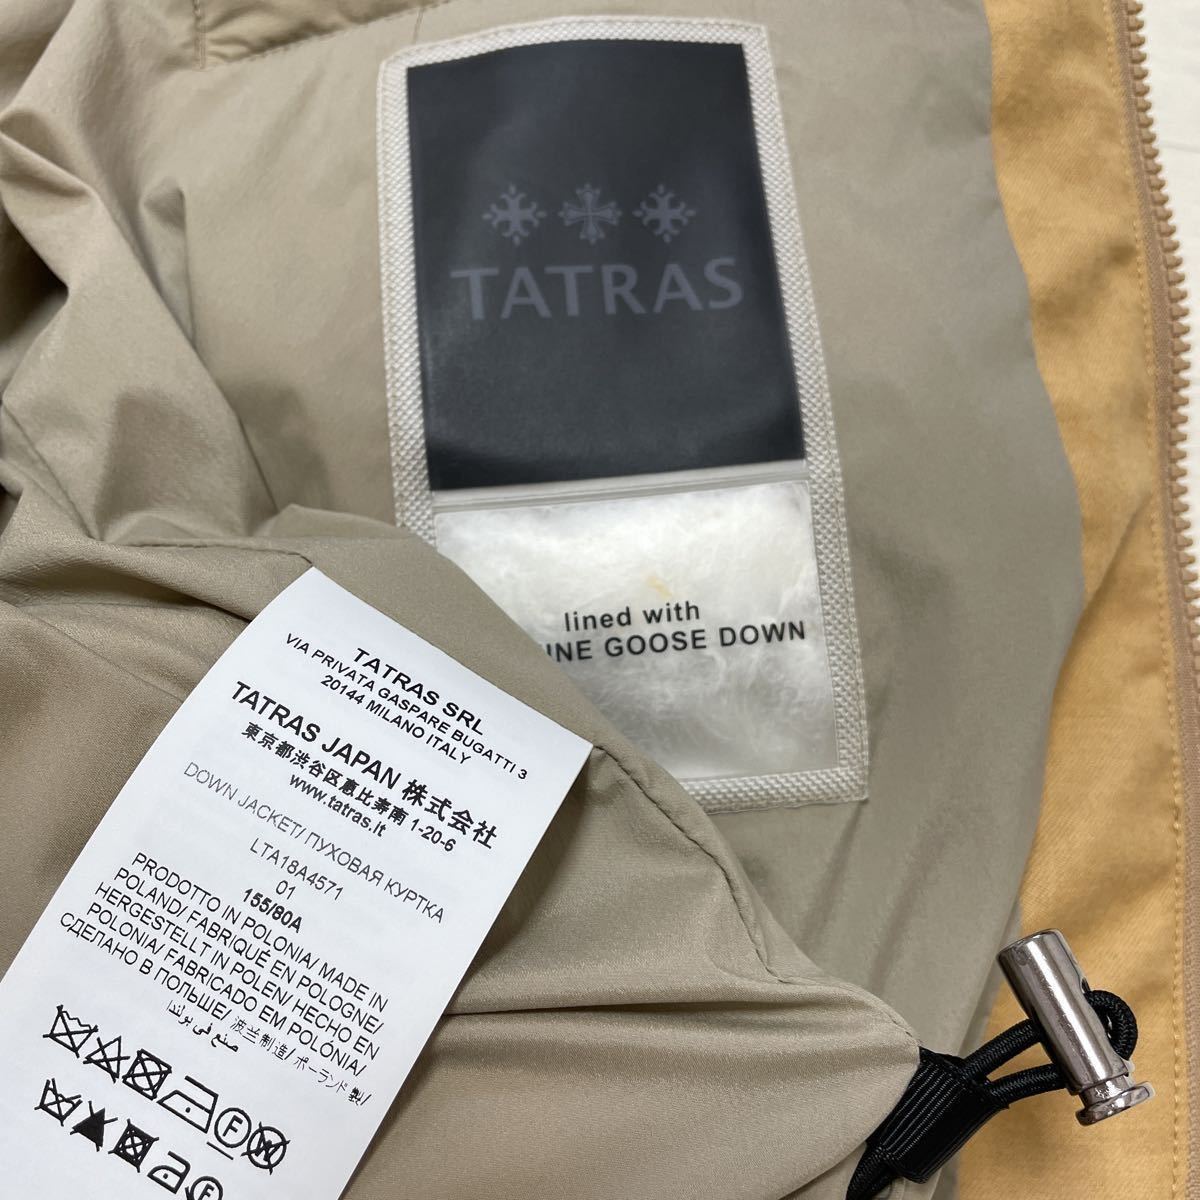 TATRAS
lined with
GOOSE DOWN
TATRAS SRL
VIA PRIVATA GASPARE BUGATTI 3
20144 MILANO ITALY
TATRAS JAPAN 株式会社
東京都渋谷区恵比寿南 1-20-6
www.tatras.it
DOWN JACKET/ ПУХОВАЯ КУРТКА
LTA18A4571
01
155/80A
PRODOTTO IN POLONIA/ MADE IN
POLAND/ FABRIQUÉ EN POLOGNE/
HERGESTELLT IN POLEN/ HECHO EN
POLONIA/ FABRICADO EM POLÓNIA/
СДЕЛАНО В ПОЛЬШЕ/ 波兰制造/ ポーランド製/
صنع في بولندا
F W
A
F